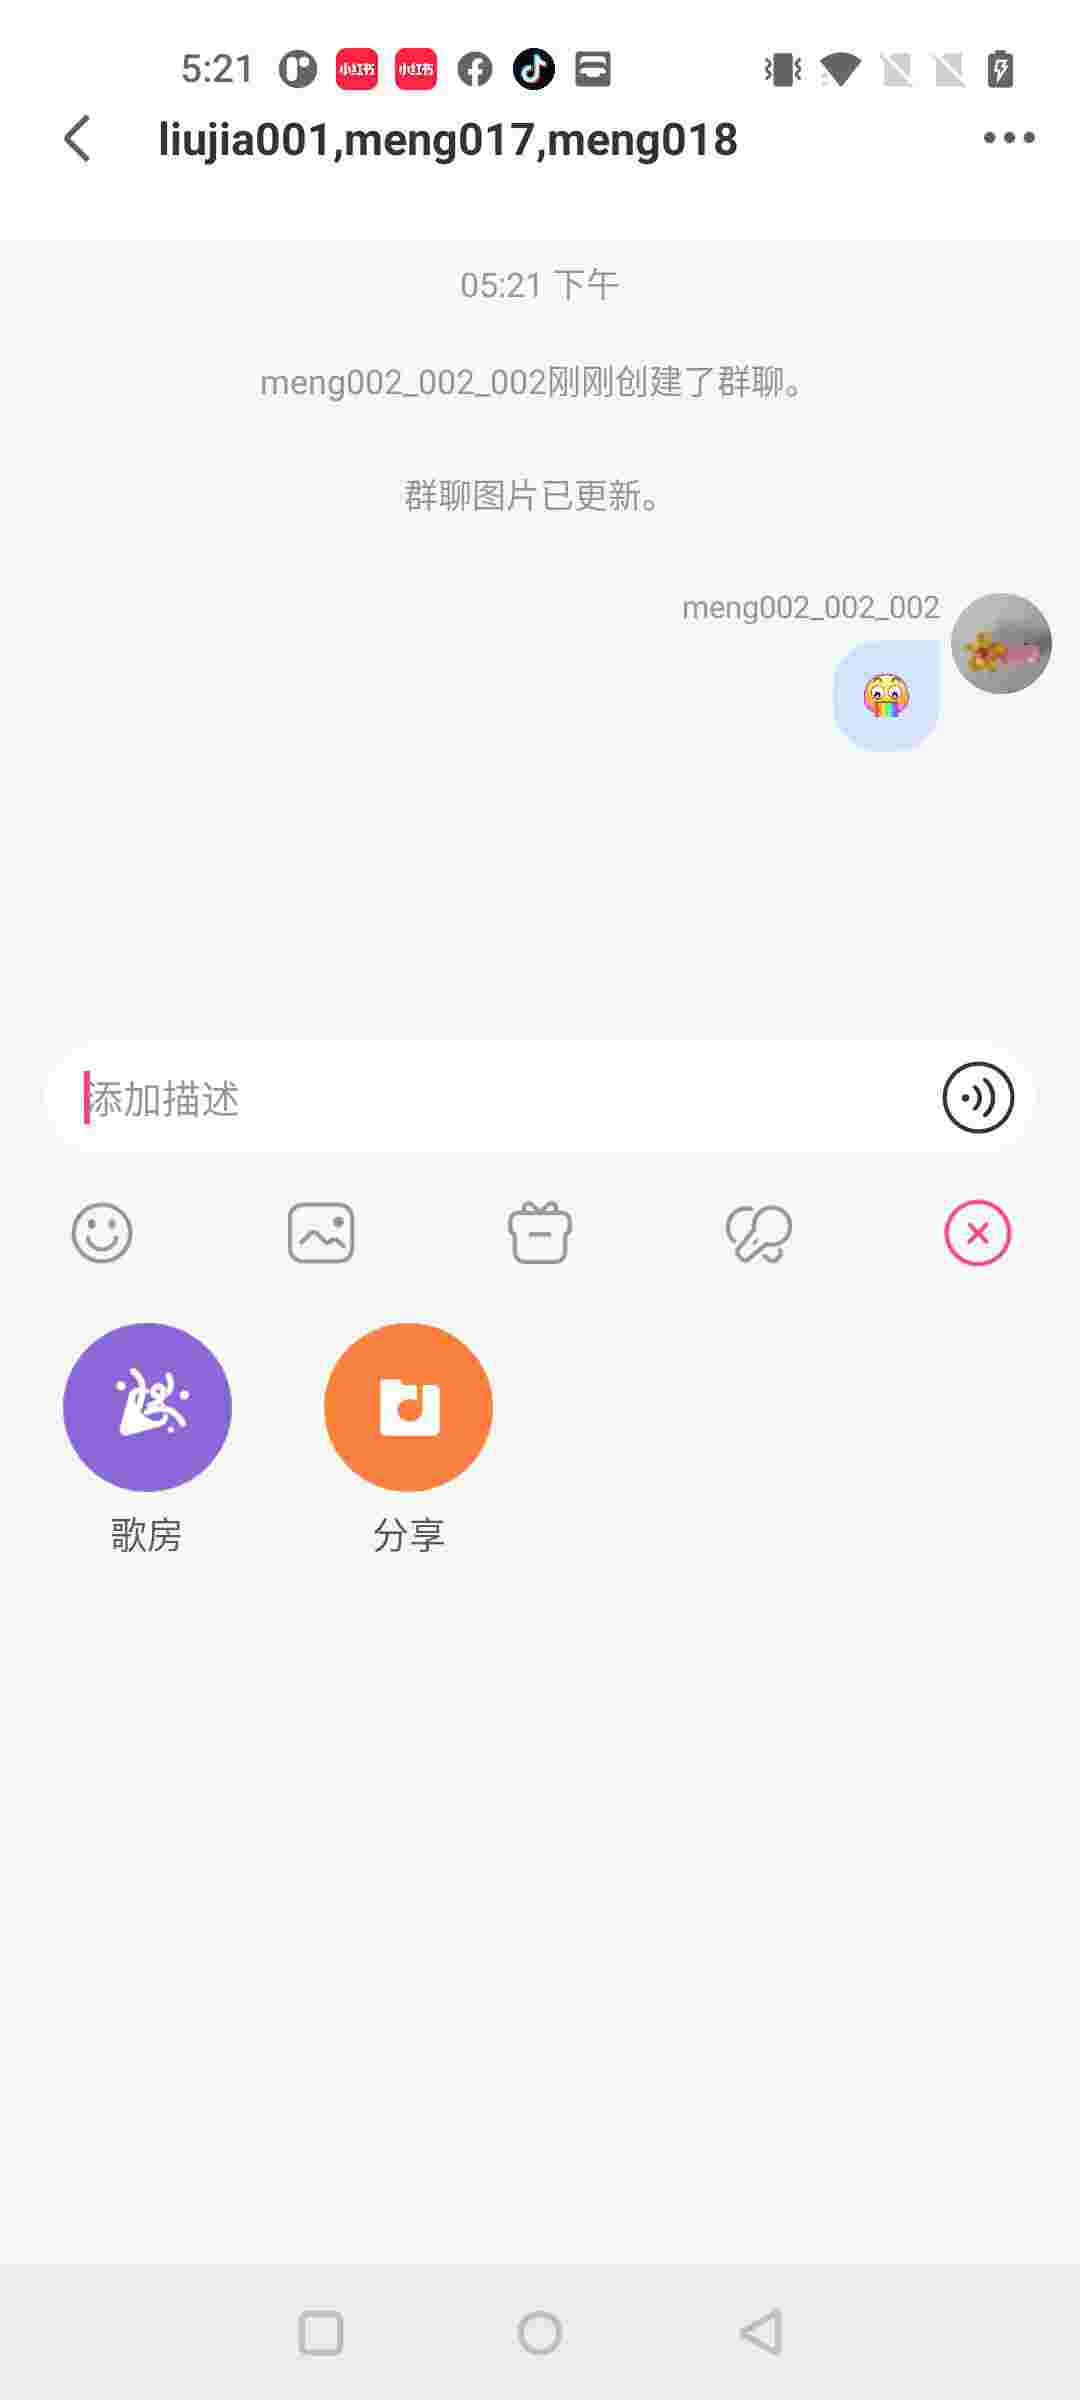 5:21
小红书 小红书
liujia001,meng017,meng018
05:21 下午
meng002_002_002刚刚创建了群聊。
群聊图片已更新。
meng002_002_002
添加描述
歌房 分享